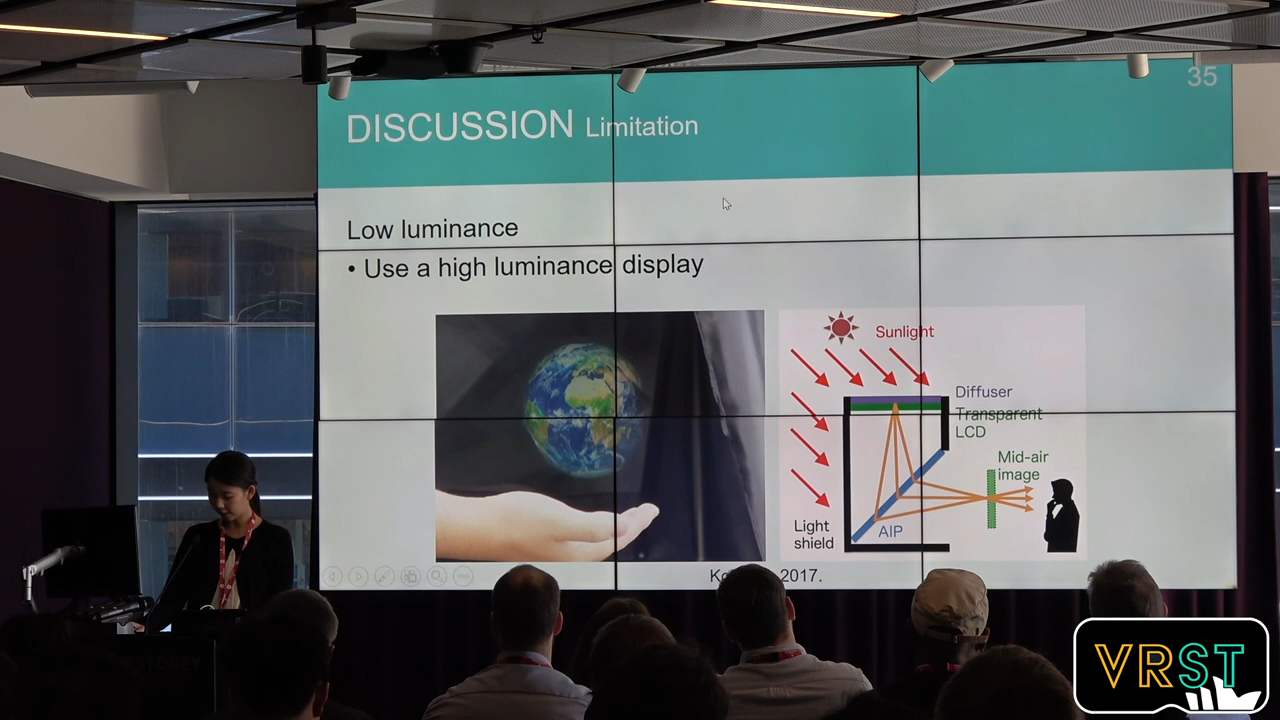 35
DISCUSSION Limitation
Low luminance
• Use a high luminance display
Sunlight
Diffuser
Transparent
LCD
Mid-air
image
Light
shield
AIP
2017.
SYDNEY
VRST